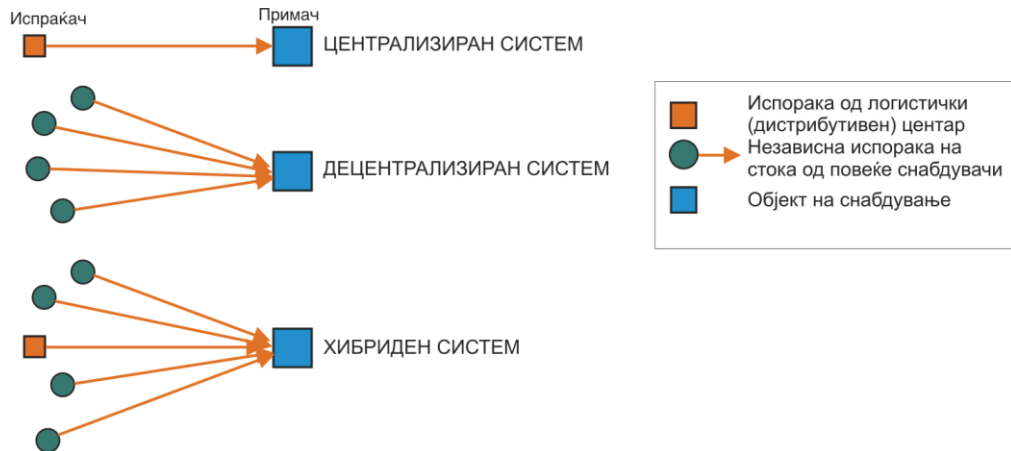 Испраќач
Примач
ЦЕНТРАЛИЗИРАН СИСТЕМ
ДЕЦЕНТРАЛИЗИРАН СИСТЕМ
ХИБРИДЕН СИСТЕМ
Испорака од логистички
(дистрибутивен) центар
Независна испорака на
стока од повеќе снабдувачи
Објект на снабдување